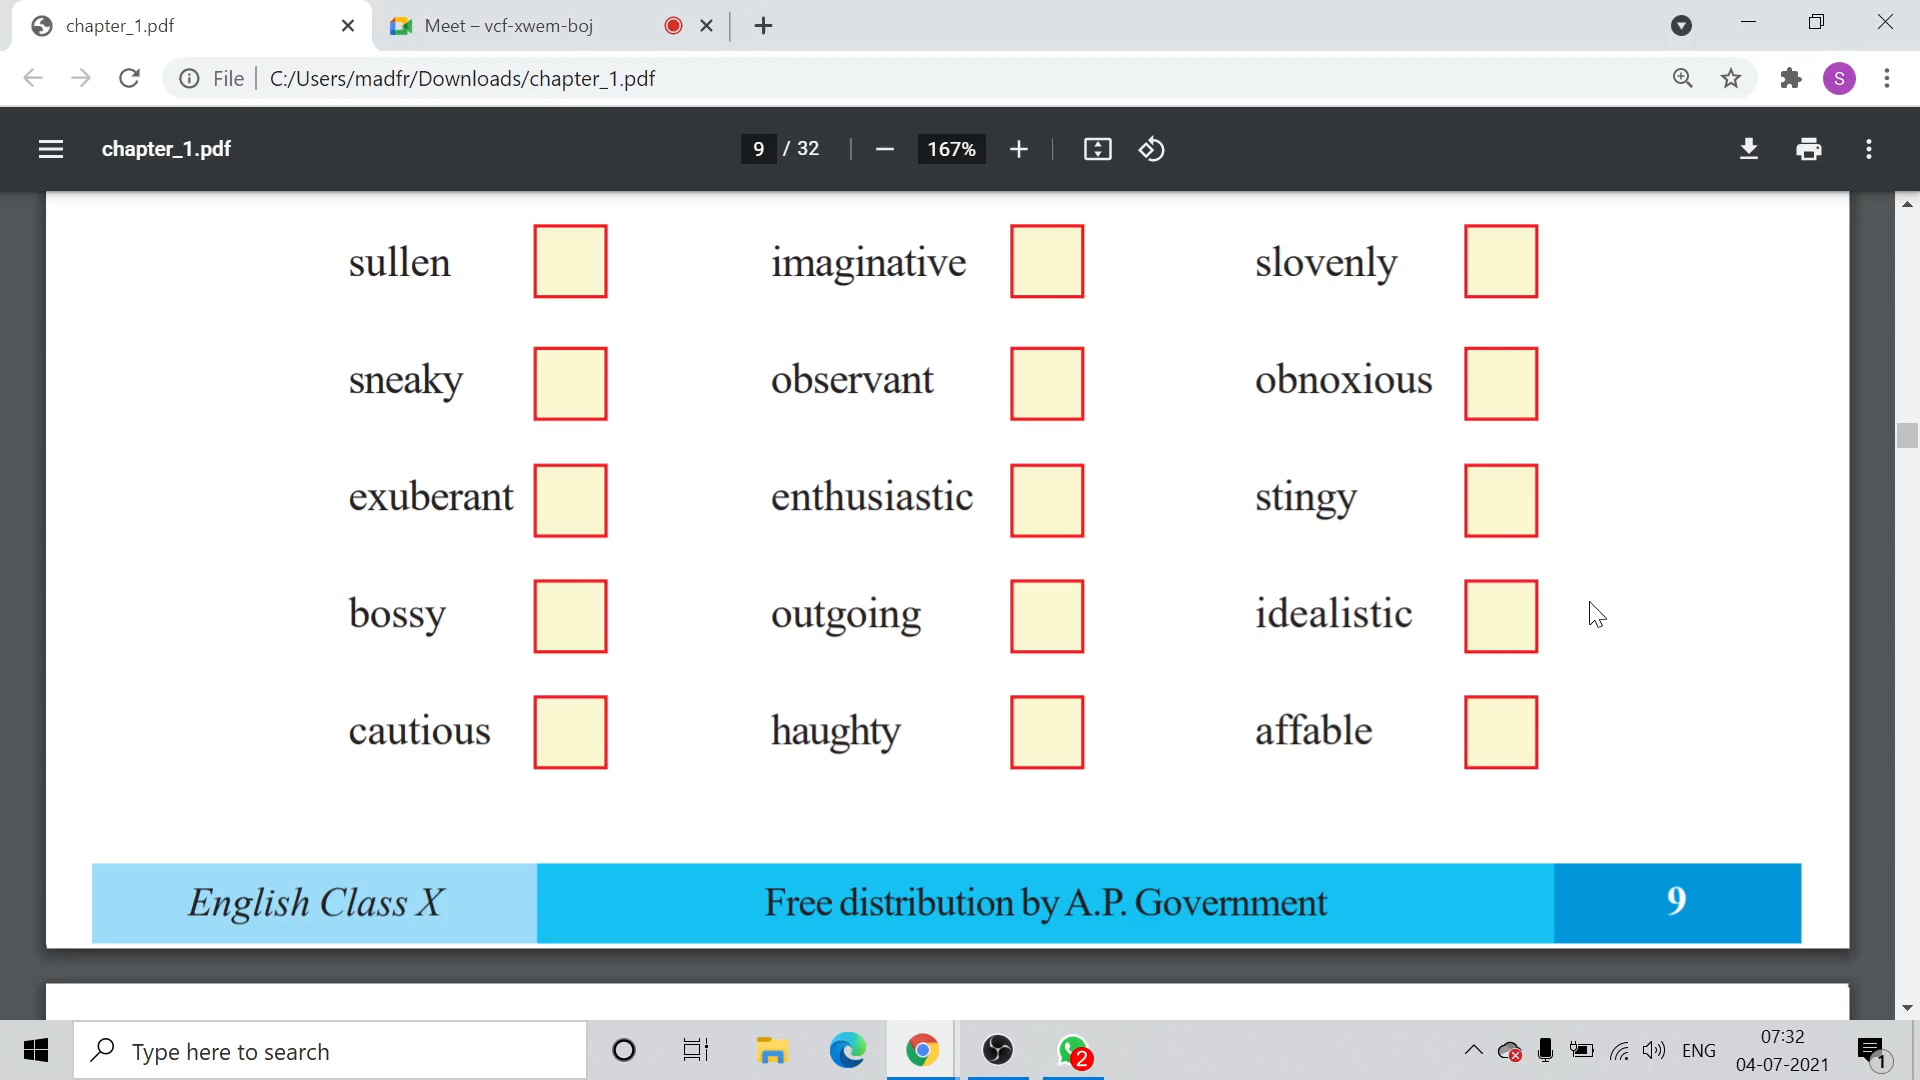 chapter_1.pdf
Meet – vcf-xwem-boj
File
C:/Users/madfr/Downloads/chapter_1.pdf
S
chapter_1.pdf
9 / 32
167%
sullen imaginative slovenly
sneaky observant obnoxious
exuberant enthusiastic stingy
bossy outgoing idealistic
cautious haughty affable
English Class X Free distribution by A.P. Government 9
Type here to search
2
ENG
07:32
04-07-2021
1